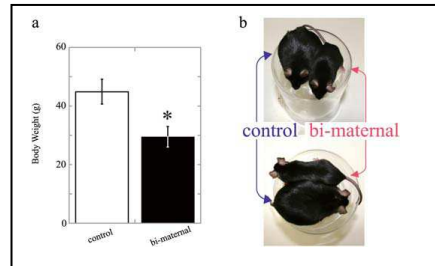 a
b
60
40
20
0
Body Weight (g)
*
control
bi-maternal
control bi-maternal